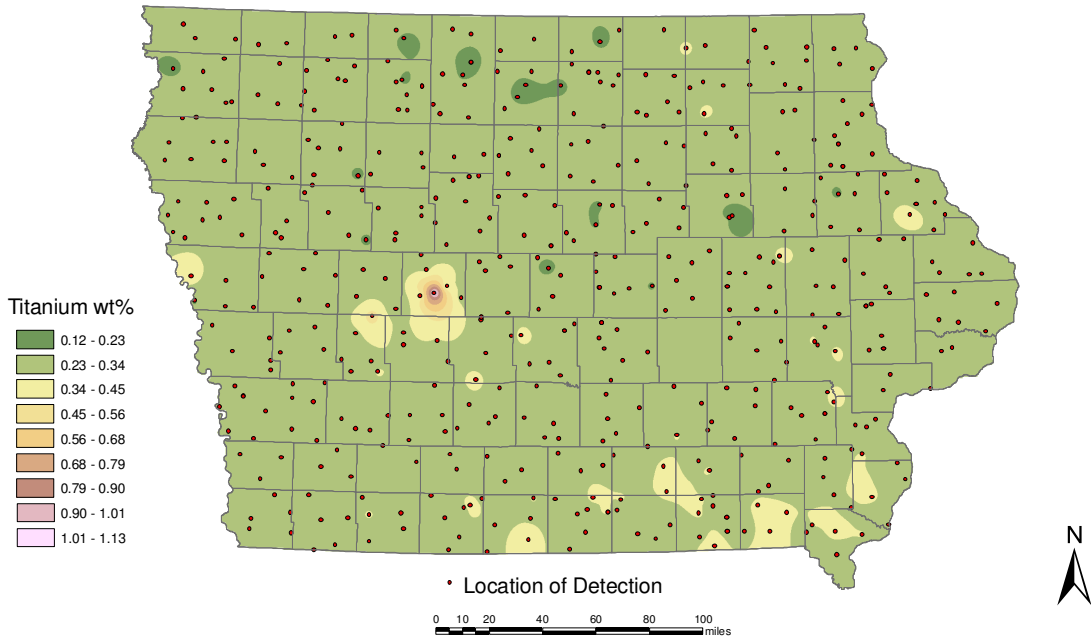 Titanium wt%
0.12 - 0.23
0.23 - 0.34
0.34 - 0.45
0.45 - 0.56
0.56 - 0.68
0.68 - 0.79
0.79 - 0.90
0.90 - 1.01
1.01 - 1.13
N
Location of Detection
0 10 20 40 60 80 100
miles